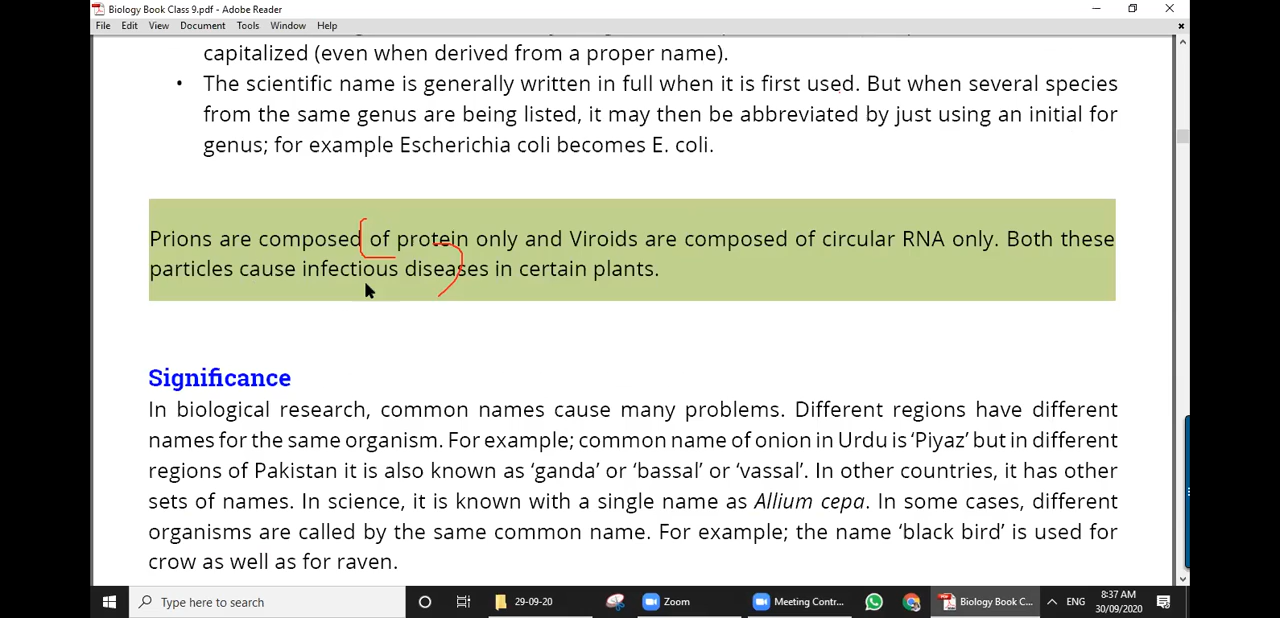 Biology Book Class 9.pdf - Adobe Reader
File Edit View Document Tools Window Help
capitalized (even when derived from a proper name).
• The scientific name is generally written in full when it is first used. But when several species
from the same genus are being listed, it may then be abbreviated by just using an initial for
genus; for example Escherichia coli becomes E. coli.
Prions are composed of protein only and Viroids are composed of circular RNA only. Both these
particles cause infectious diseases in certain plants.
Significance
In biological research, common names cause many problems. Different regions have different
names for the same organism. For example; common name of onion in Urdu is ‘Piyaz’ but in different
regions of Pakistan it is also known as ‘ganda’ or ‘bassal’ or ‘vassal’. In other countries, it has other
sets of names. In science, it is known with a single name as Allium cepa. In some cases, different
organisms are called by the same common name. For example; the name ‘black bird’ is used for
crow as well as for raven.
Type here to search 29-09-20 Zoom Meeting Contr... Biology Book C... ENG 8:37 AM
30/09/2020